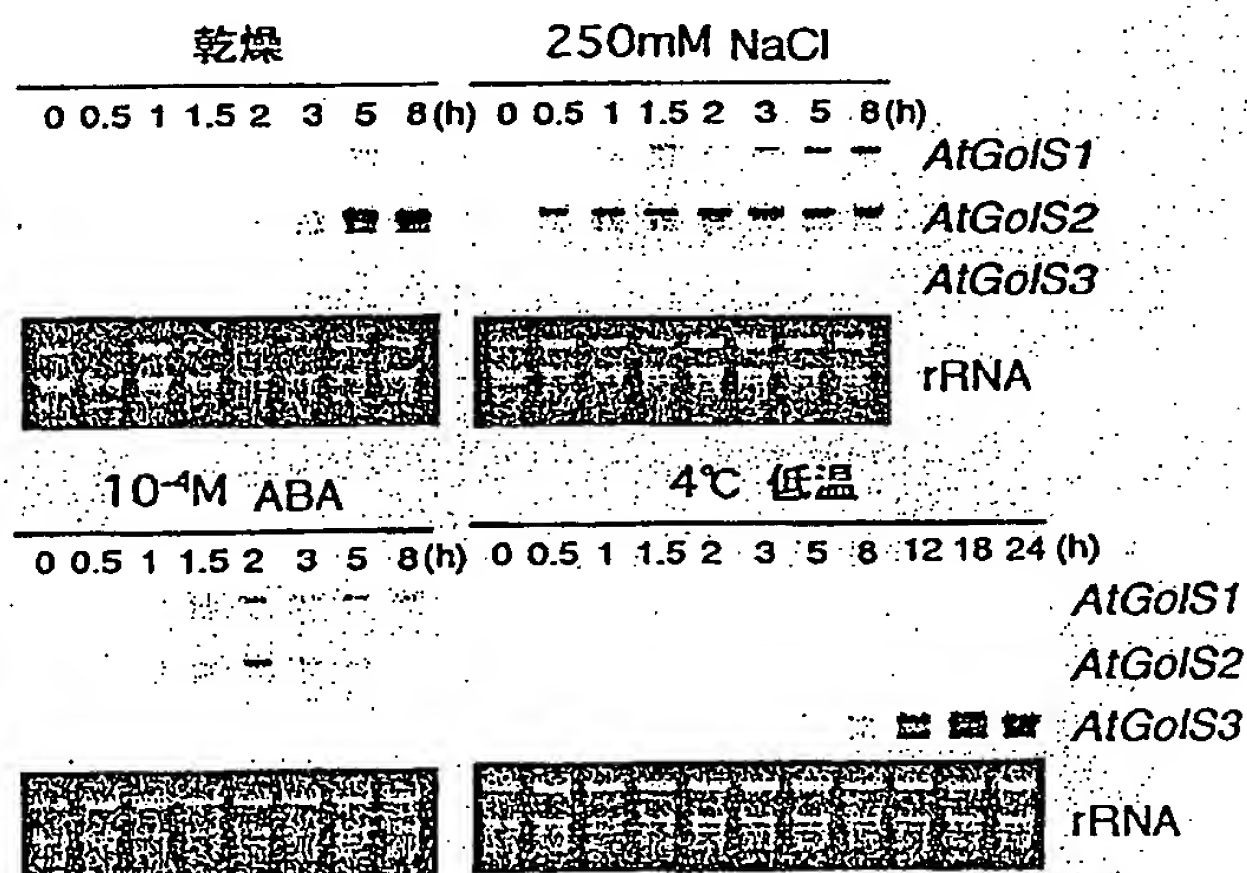 乾燥 250mM NaCl
0 0.5 1 1.5 2 3 5 8(h) 0 0.5 1 1.5 2 3 5 8(h)
AtGolS1
AtGolS2
AtGolS3
rRNA
10⁻⁴M ABA 4℃ 低温
0 0.5 1 1.5 2 3 5 8(h) 0 0.5 1 1.5 2 3 5 8 12 18 24 (h)
AtGolS1
AtGolS2
AtGolS3
rRNA